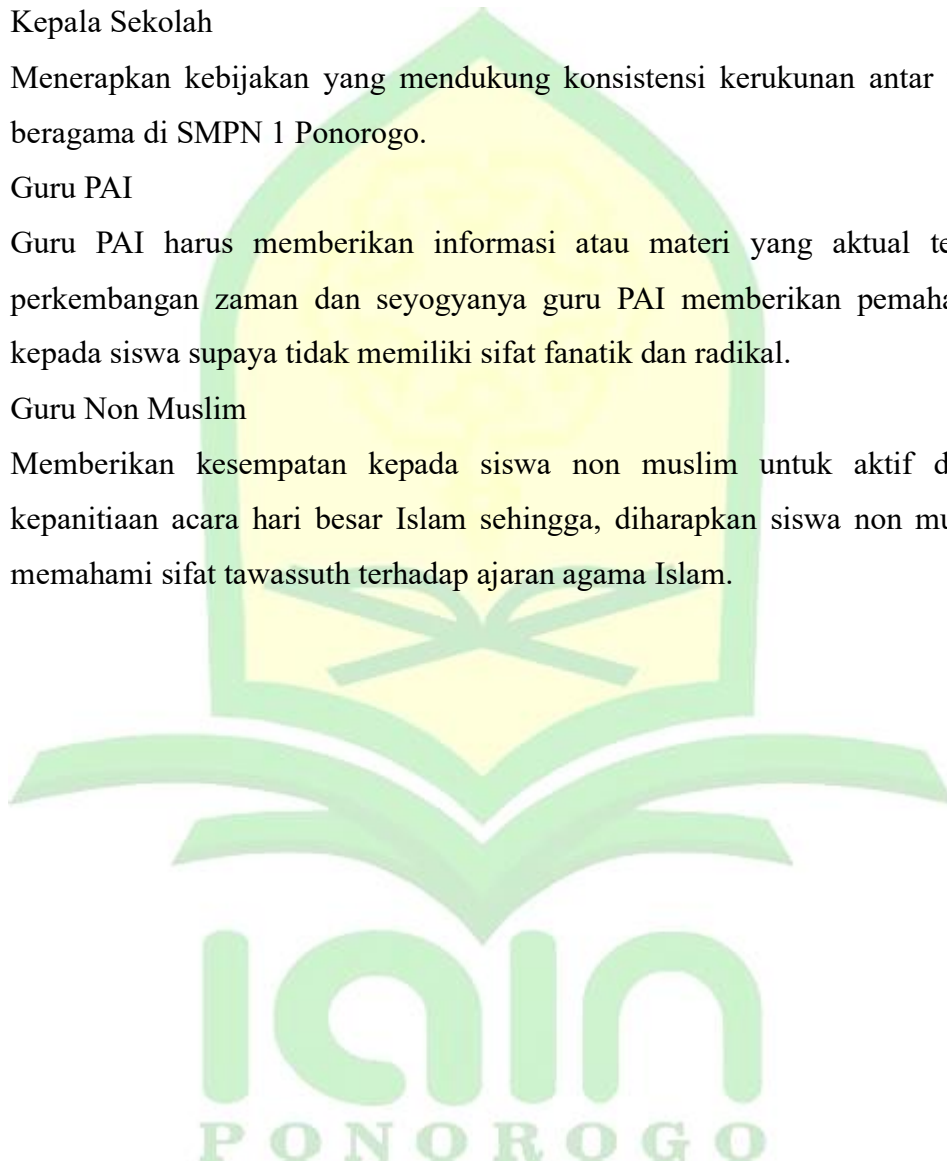 Kepala Sekolah
Menerapkan kebijakan yang mendukung konsistensi kerukunan antar
beragama di SMPN 1 Ponorogo.
Guru PAI
Guru PAI harus memberikan informasi atau materi yang aktual te
perkembangan zaman dan seyogyanya guru PAI memberikan pemaha
kepada siswa supaya tidak memiliki sifat fanatik dan radikal.
Guru Non Muslim
Memberikan kesempatan kepada siswa non muslim untuk aktif d
kepanitiaan acara hari besar Islam sehingga, diharapkan siswa non mu
memahami sifat tawassuth terhadap ajaran agama Islam.
iain
PONOROGO